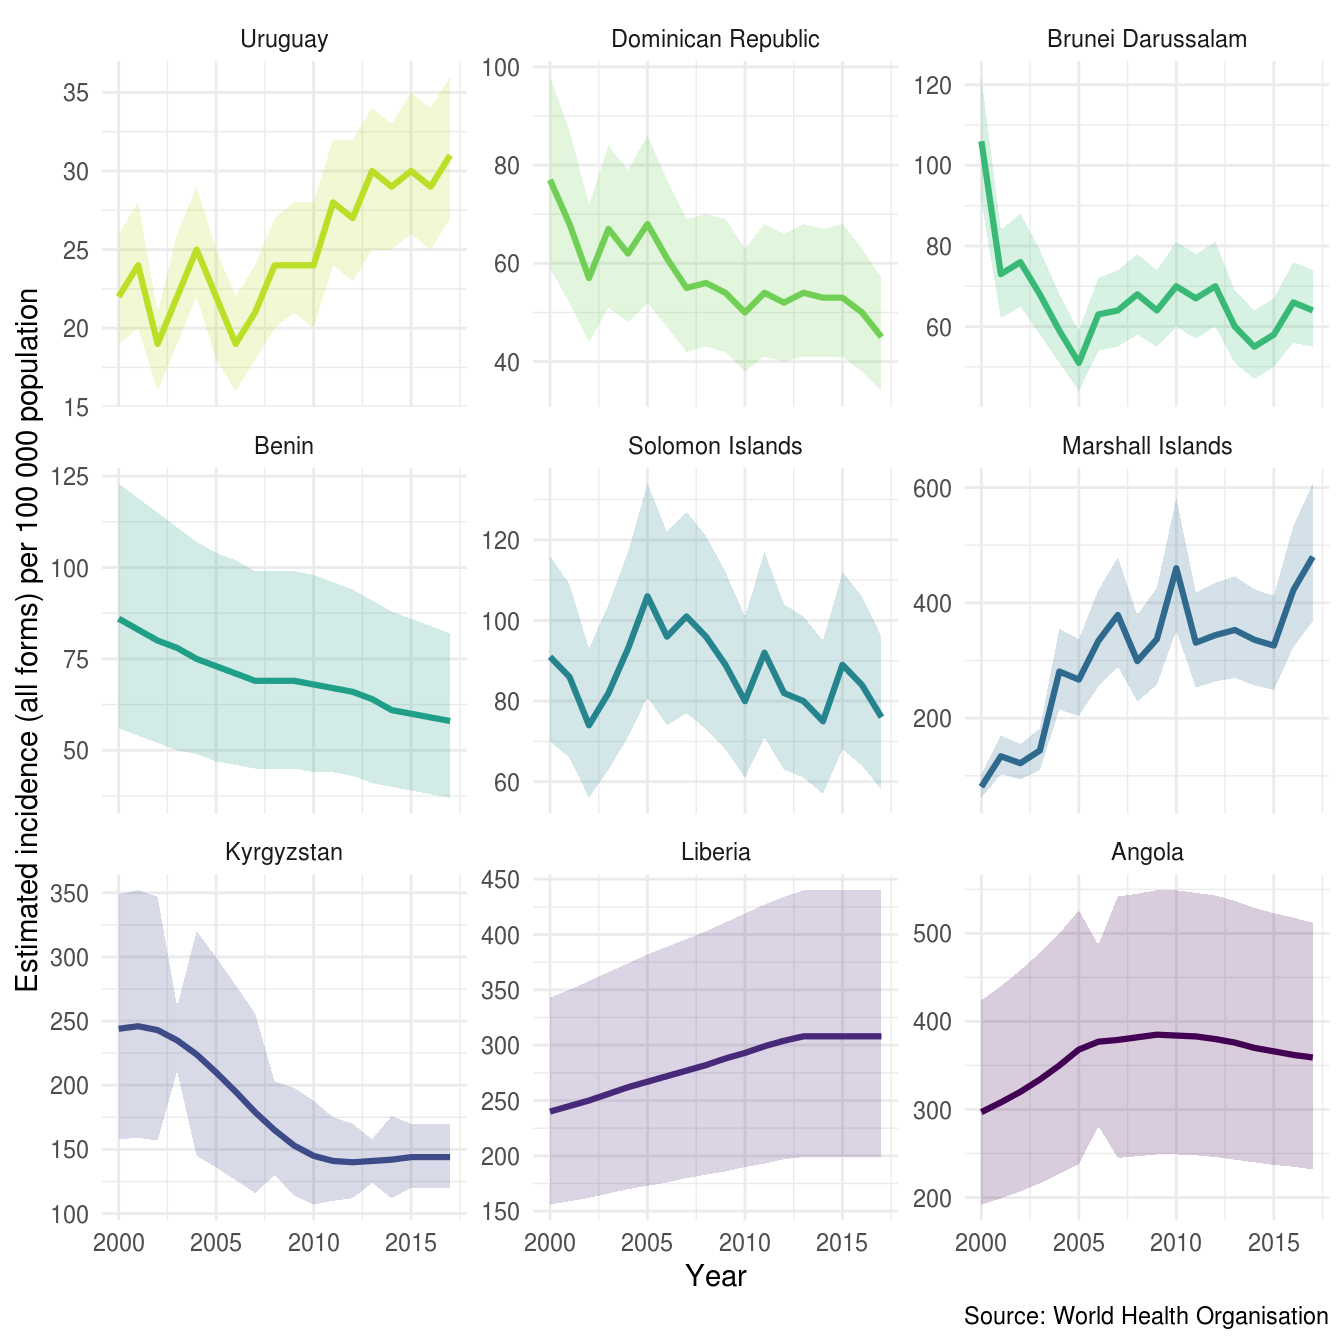 Uruguay
Dominican Republic
Brunei Darussalam
35
30
25
20
15
100
80
60
40
120
100
80
60
Benin
Solomon Islands
Marshall Islands
125
100
75
50
120
100
80
60
600
400
200
Kyrgyzstan
Liberia
Angola
350
300
250
200
150
100
450
400
350
300
250
200
150
500
400
300
200
2000 2005 2010 2015
2000 2005 2010 2015
2000 2005 2010 2015
Estimated incidence (all forms) per 100 000 population
Year
Source: World Health Organisation